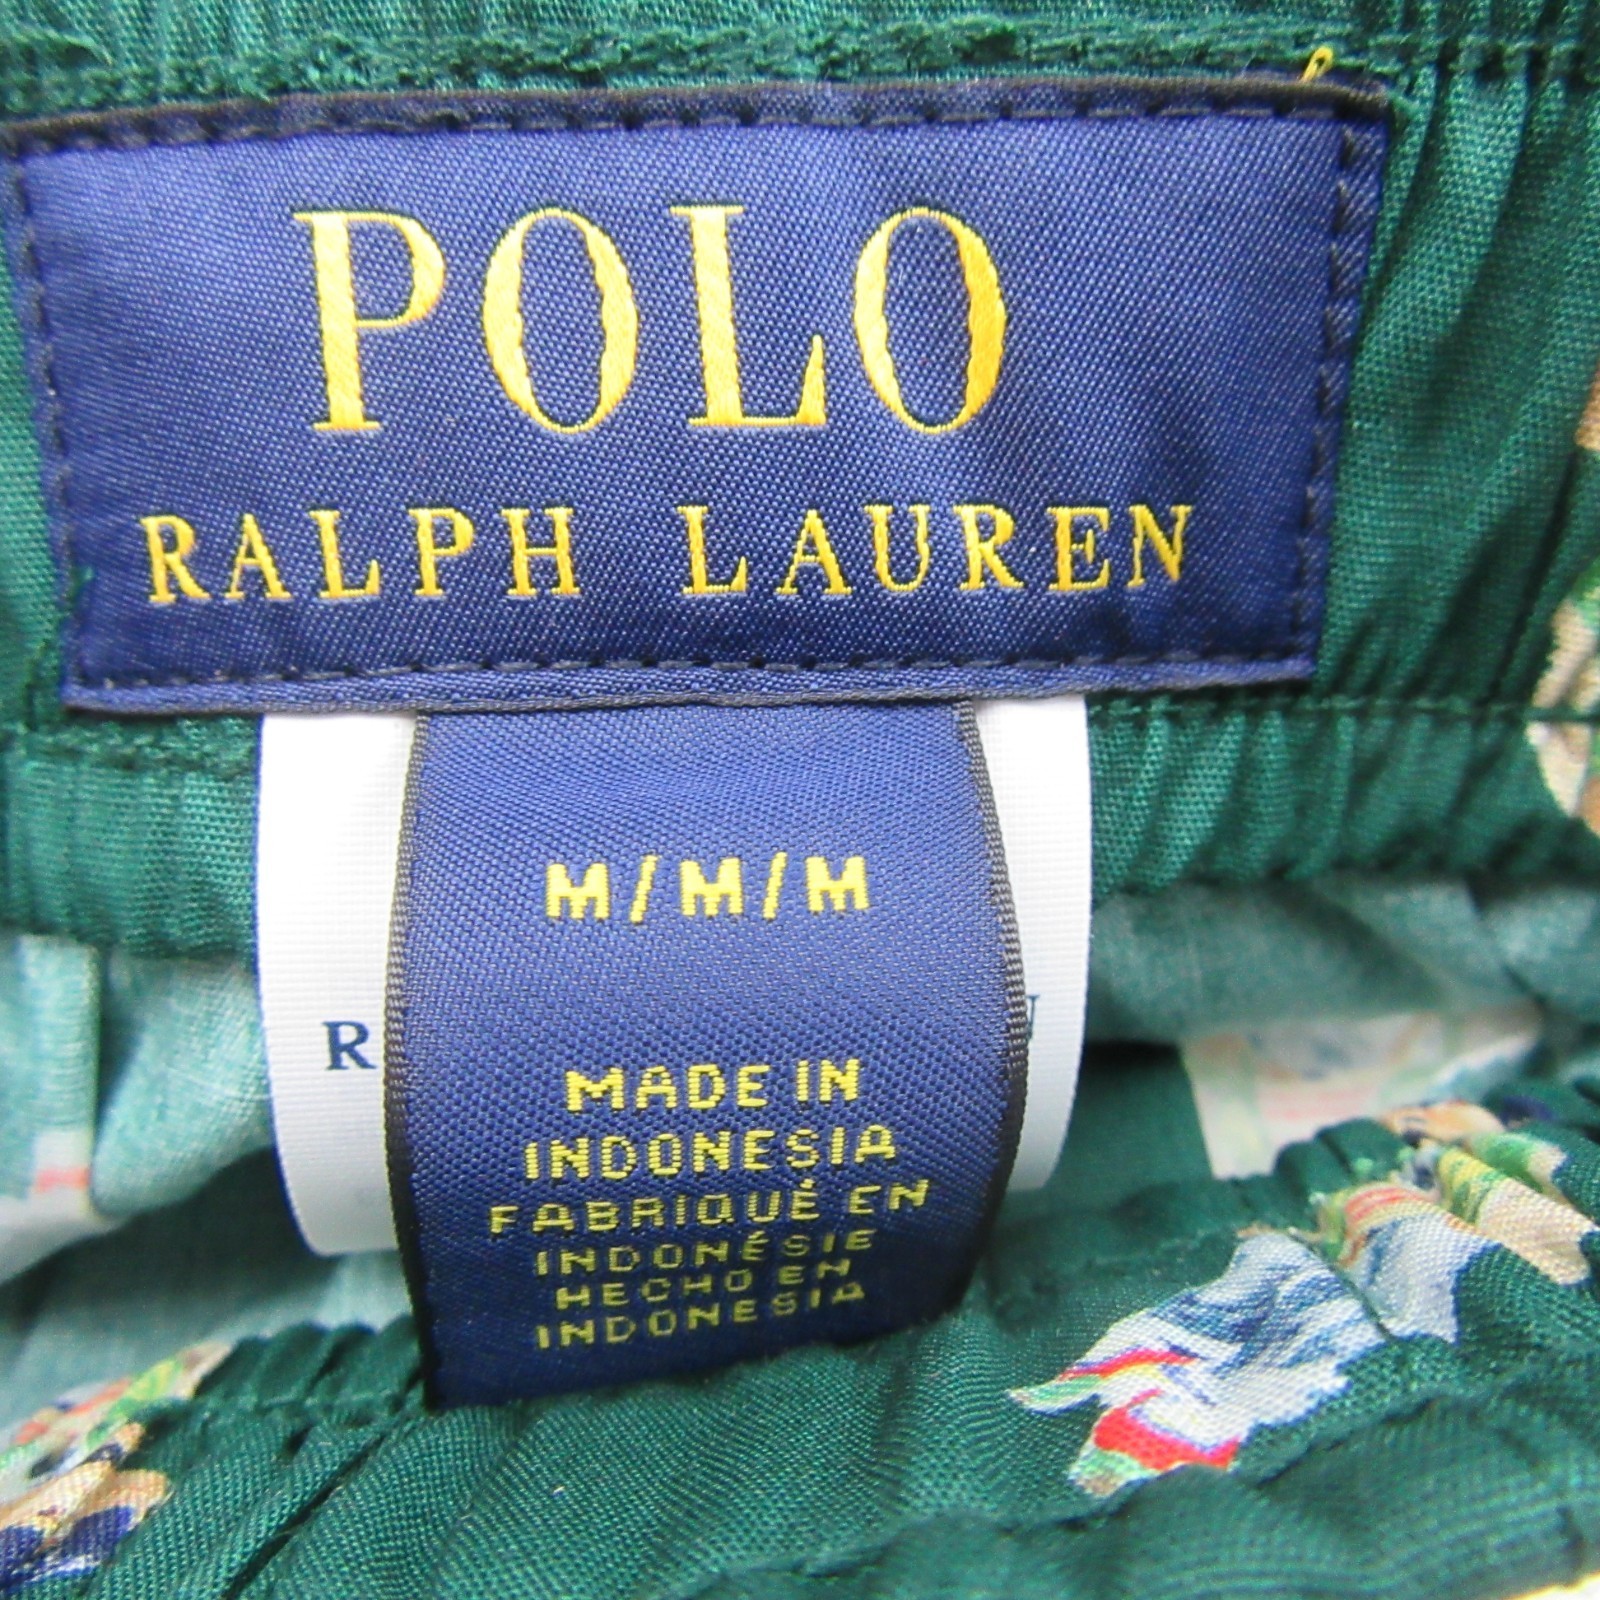 POLO
RALPH LAUREN
M/M/M
R
MADE IN
INDONESIA
FABRIQUÉ EN
INDONÉSIE
HECHO EN
INDONESIA